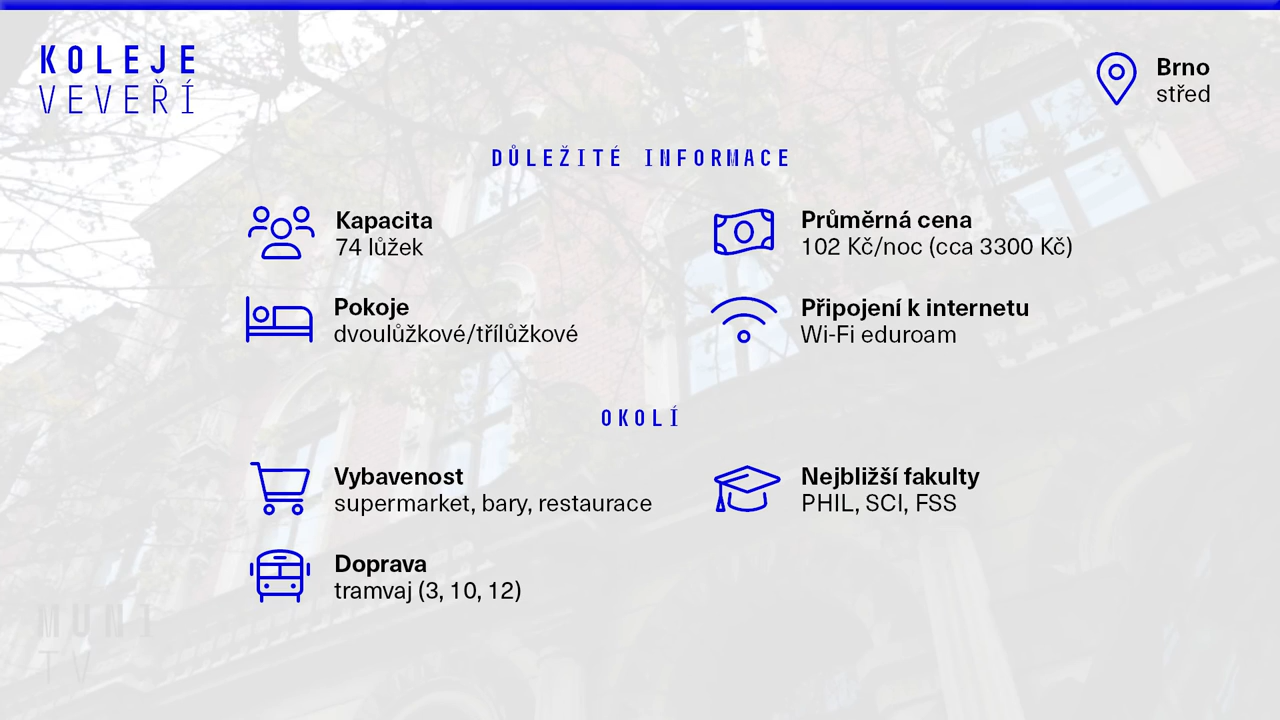 KOLEJE
VEVEŘÍ
Brno
střed
DŮLEŽITÉ INFORMACE
Kapacita
74 lůžek
Průměrná cena
102 Kč/noc (cca 3300 Kč)
Pokoje
dvoulůžkové/třílůžkové
Připojení k internetu
Wi-Fi eduroam
OKOLÍ
Vybavenost
supermarket, bary, restaurace
Nejbližší fakulty
PHIL, SCI, FSS
Doprava
tramvaj (3, 10, 12)
MUNI
TV